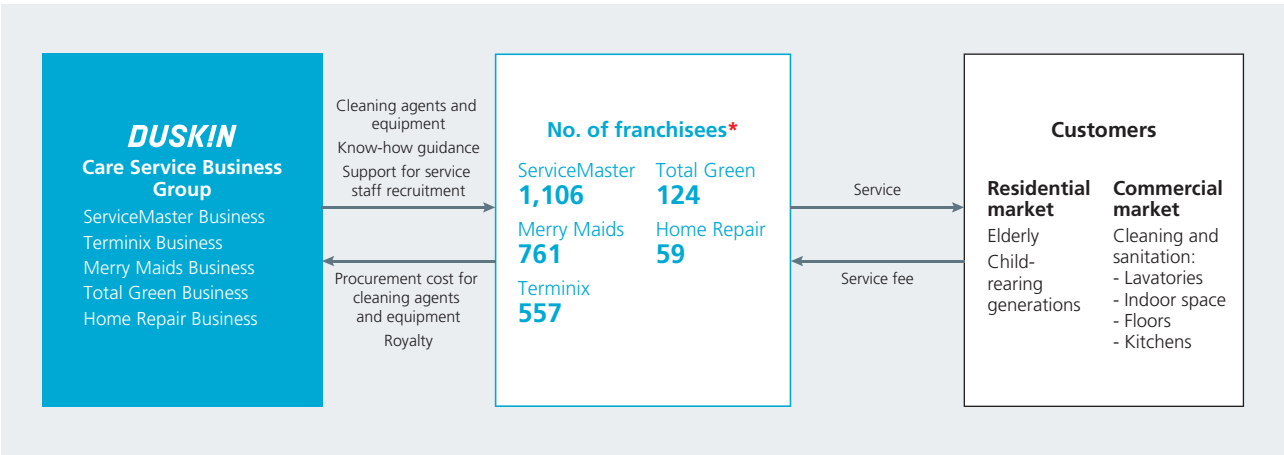 DUSKIN
Care Service Business
Group
ServiceMaster Business
Terminix Business
Merry Maids Business
Total Green Business
Home Repair Business
Cleaning agents and
equipment
Know-how guidance
Support for service
staff recruitment
Procurement cost for
cleaning agents
and equipment
Royalty
No. of franchisees*
ServiceMaster
1,106
Total Green
124
Merry Maids
761
Home Repair
59
Terminix
557
Service
Service fee
Customers
Residential
market
Elderly
Child-
rearing
generations
Commercial
market
Cleaning and
sanitation:
- Lavatories
- Indoor space
- Floors
- Kitchens